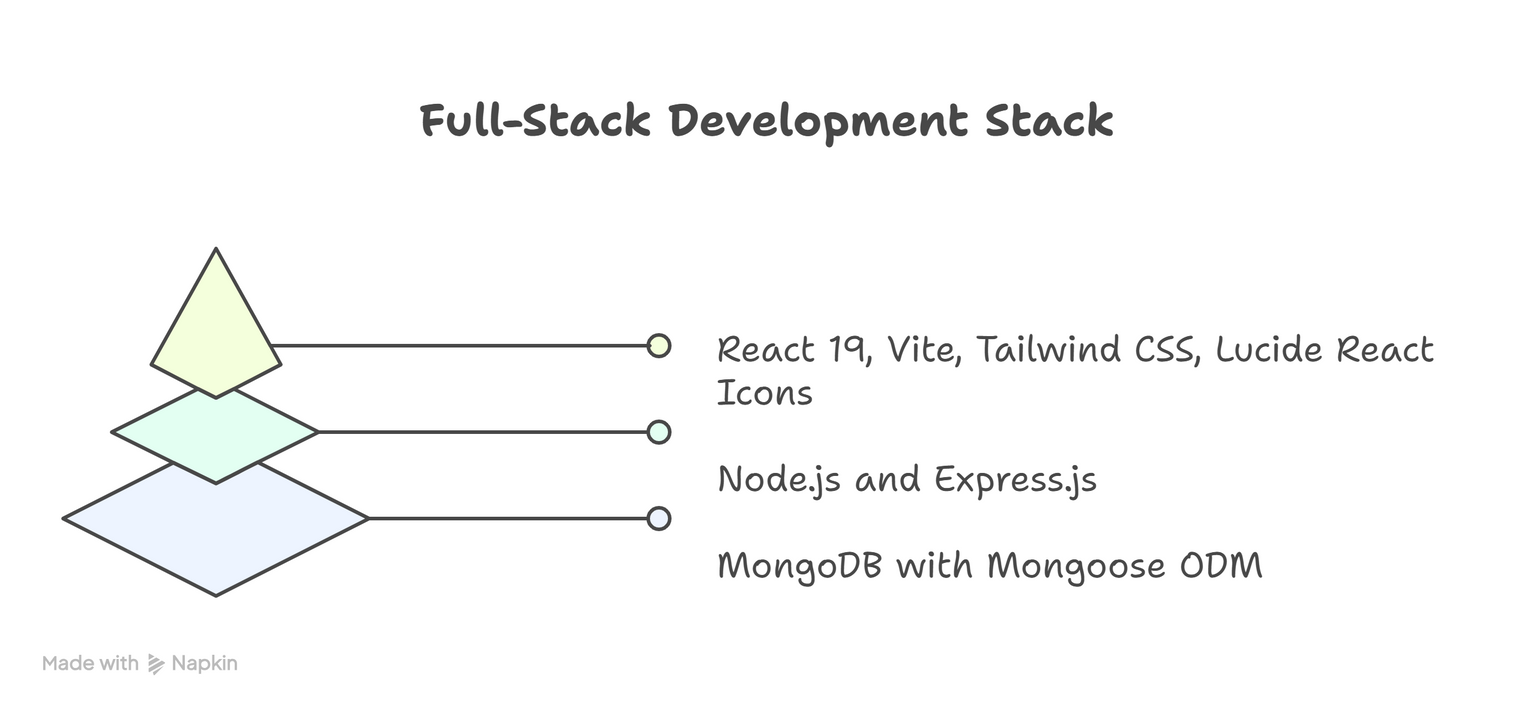 Full-Stack Development Stack
React 19, Vite, Tailwind CSS, Lucide React
Icons
Node.js and Express.js
MongoDB with Mongoose ODM
Made with Napkin